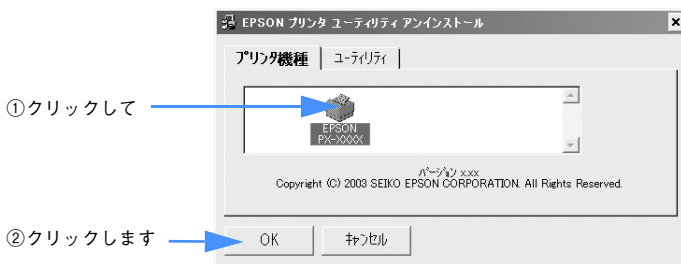 EPSON プリンタ ユーティリティ アンインストール
プリンタ機種
ユーティリティ
①クリックして
EPSON
PX-XXXX
バージョン x.xx
Copyright (C) 2003 SEIKO EPSON CORPORATION. All Rights Reserved.
②クリックします
OK
キャンセル